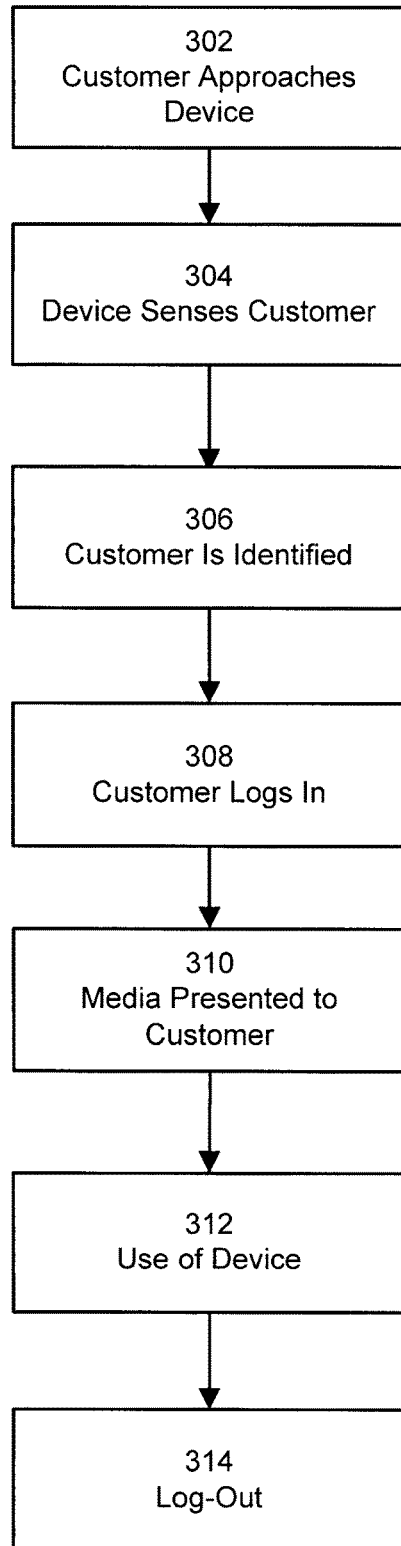 302
Customer Approaches
Device
304
Device Senses Customer
306
Customer Is Identified
308
Customer Logs In
310
Media Presented to
Customer
312
Use of Device
314
Log-Out